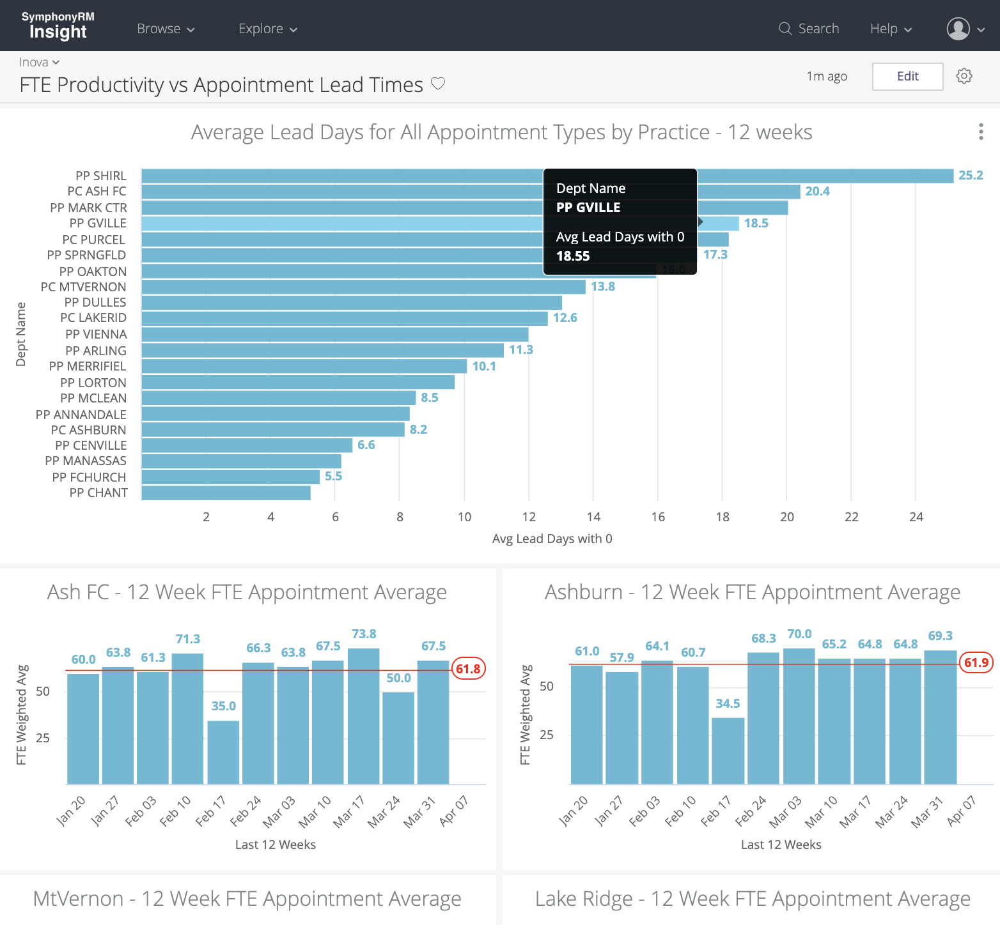 SymphonyRM
Insight
Browse
Explore
Search
Help
Inova
FTE Productivity vs Appointment Lead Times
1m ago
Edit
Average Lead Days for All Appointment Types by Practice - 12 weeks
Dept Name
PP SHIRL 25.2
PC ASH FC 20.4
PP MARK CTR
PP GVILLE 18.5
PC PURCEL
PP SPRNGFLD 17.3
PP OAKTON 16.0
PC MTVERNON 13.8
PP DULLES
PC LAKERID 12.6
PP VIENNA
PP ARLING 11.3
PP MERRIFIEL 10.1
PP LORTON
PP MCLEAN 8.5
PP ANNANDALE
PC ASHBURN 8.2
PP CENVILLE 6.6
PP MANASSAS
PP FCHURCH 5.5
PP CHANT
Dept Name
PP GVILLE
Avg Lead Days with 0
18.55
2 4 6 8 10 12 14 16 18 20 22 24
Avg Lead Days with 0
Ash FC - 12 Week FTE Appointment Average
FTE Weighted Avg
60.0 63.8 61.3 71.3 35.0 66.3 63.8 67.5 73.8 50.0 67.5
61.8
50
25
Jan 20 Jan 27 Feb 03 Feb 10 Feb 17 Feb 24 Mar 03 Mar 10 Mar 17 Mar 24 Mar 31 Apr 07
Last 12 Weeks
Ashburn - 12 Week FTE Appointment Average
FTE Weighted Avg
61.0 57.9 64.1 60.7 34.5 68.3 70.0 65.2 64.8 64.8 69.3
61.9
50
25
Jan 20 Jan 27 Feb 03 Feb 10 Feb 17 Feb 24 Mar 03 Mar 10 Mar 17 Mar 24 Mar 31 Apr 07
Last 12 Weeks
MtVernon - 12 Week FTE Appointment Average
Lake Ridge - 12 Week FTE Appointment Average